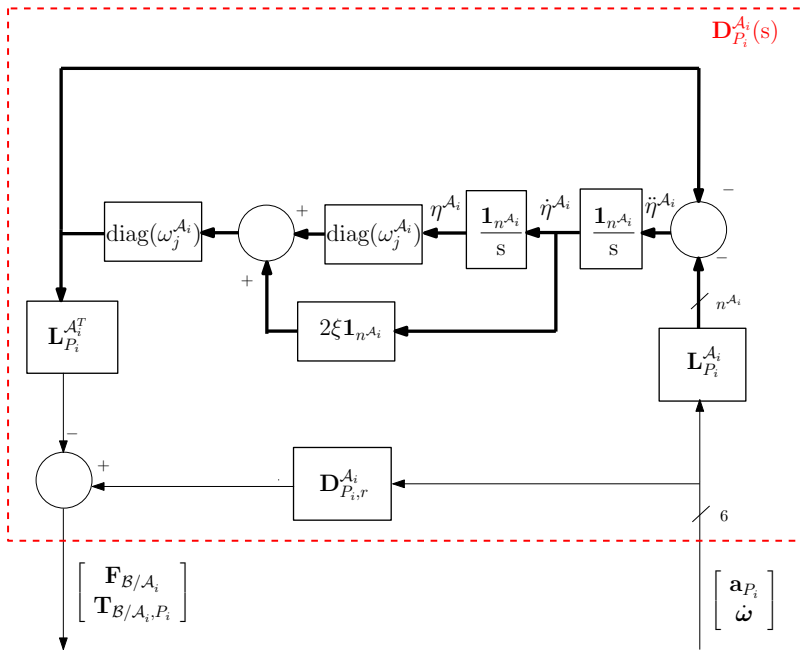 𝐃_{P_i}^{𝒜_i}(s)
−
η^{𝒜_i}
η̇^{𝒜_i}
η̈^{𝒜_i}
+
diag(ω_j^{𝒜_i})
diag(ω_j^{𝒜_i})
𝟏_{n^{𝒜_i}} / s
𝟏_{n^{𝒜_i}} / s
−
+
n^{𝒜_i}
𝐋_{P_i}^{𝒜_i^T}
2ξ𝟏_{n^{𝒜_i}}
𝐋_{P_i}^{𝒜_i}
−
+
𝐃_{P_i,r}^{𝒜_i}
6
[ 𝐅_{ℬ/𝒜_i}
𝐓_{ℬ/𝒜_i,P_i} ]
[ 𝐚_{P_i}
𝛚̇ ]